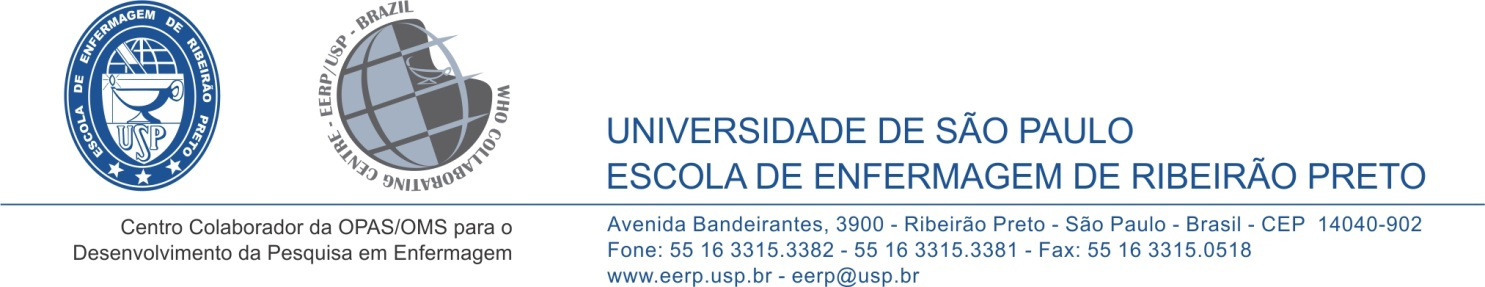 ESCOLA DE ENFERMAGEM DE RIBEIRÃO PRETO
USP
WHO COLLABORATING CENTRE - EERP/USP - BRAZIL
UNIVERSIDADE DE SÃO PAULO
ESCOLA DE ENFERMAGEM DE RIBEIRÃO PRETO
Centro Colaborador da OPAS/OMS para o
Desenvolvimento da Pesquisa em Enfermagem
Avenida Bandeirantes, 3900 - Ribeirão Preto - São Paulo - Brasil - CEP 14040-902
Fone: 55 16 3315.3382 - 55 16 3315.3381 - Fax: 55 16 3315.0518
www.eerp.usp.br - eerp@usp.br